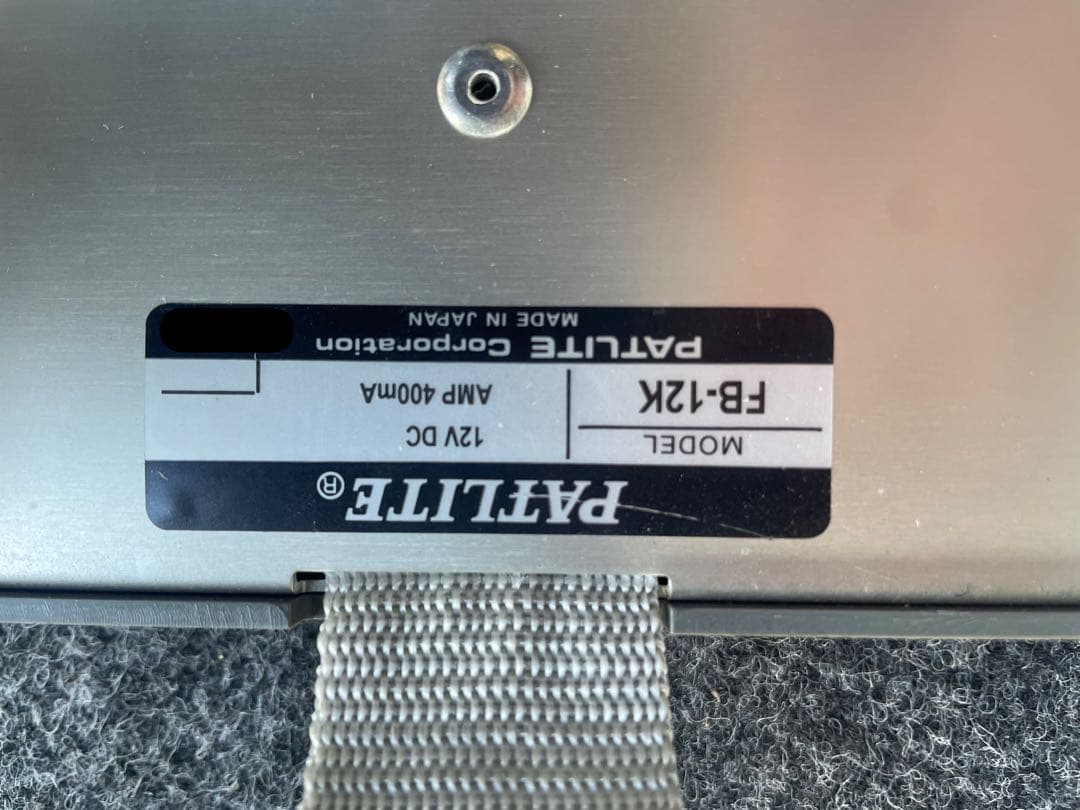 PATLITE®
MODEL
FB-12K
12V DC
AMP 400mA
PATLITE Corporation
MADE IN JAPAN